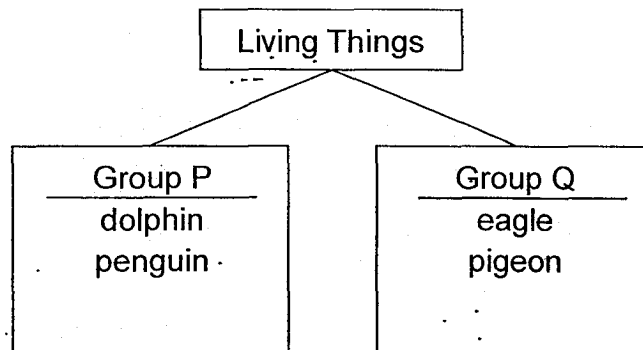 Living Things
Group P
dolphin
penguin
Group Q
eagle
pigeon